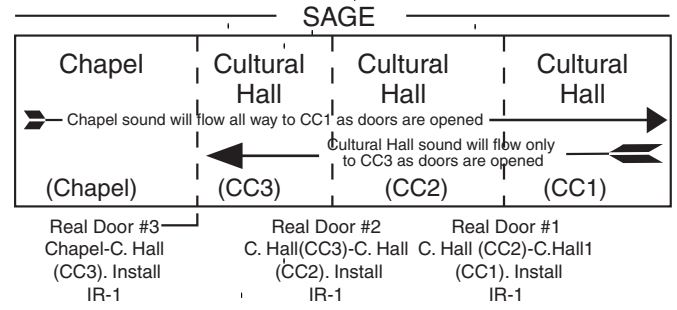 SAGE
Chapel Cultural Cultural Cultural
Hall Hall Hall
Chapel sound will flow all way to CC1 as doors are opened
Cultural Hall sound will flow only
to CC3 as doors are opened
(Chapel) (CC3) (CC2) (CC1)
Real Door #3 Real Door #2 Real Door #1
Chapel-C. Hall C. Hall(CC3)-C. Hall C. Hall (CC2)-C.Hall1
(CC3). Install (CC2). Install (CC1). Install
IR-1 IR-1 IR-1